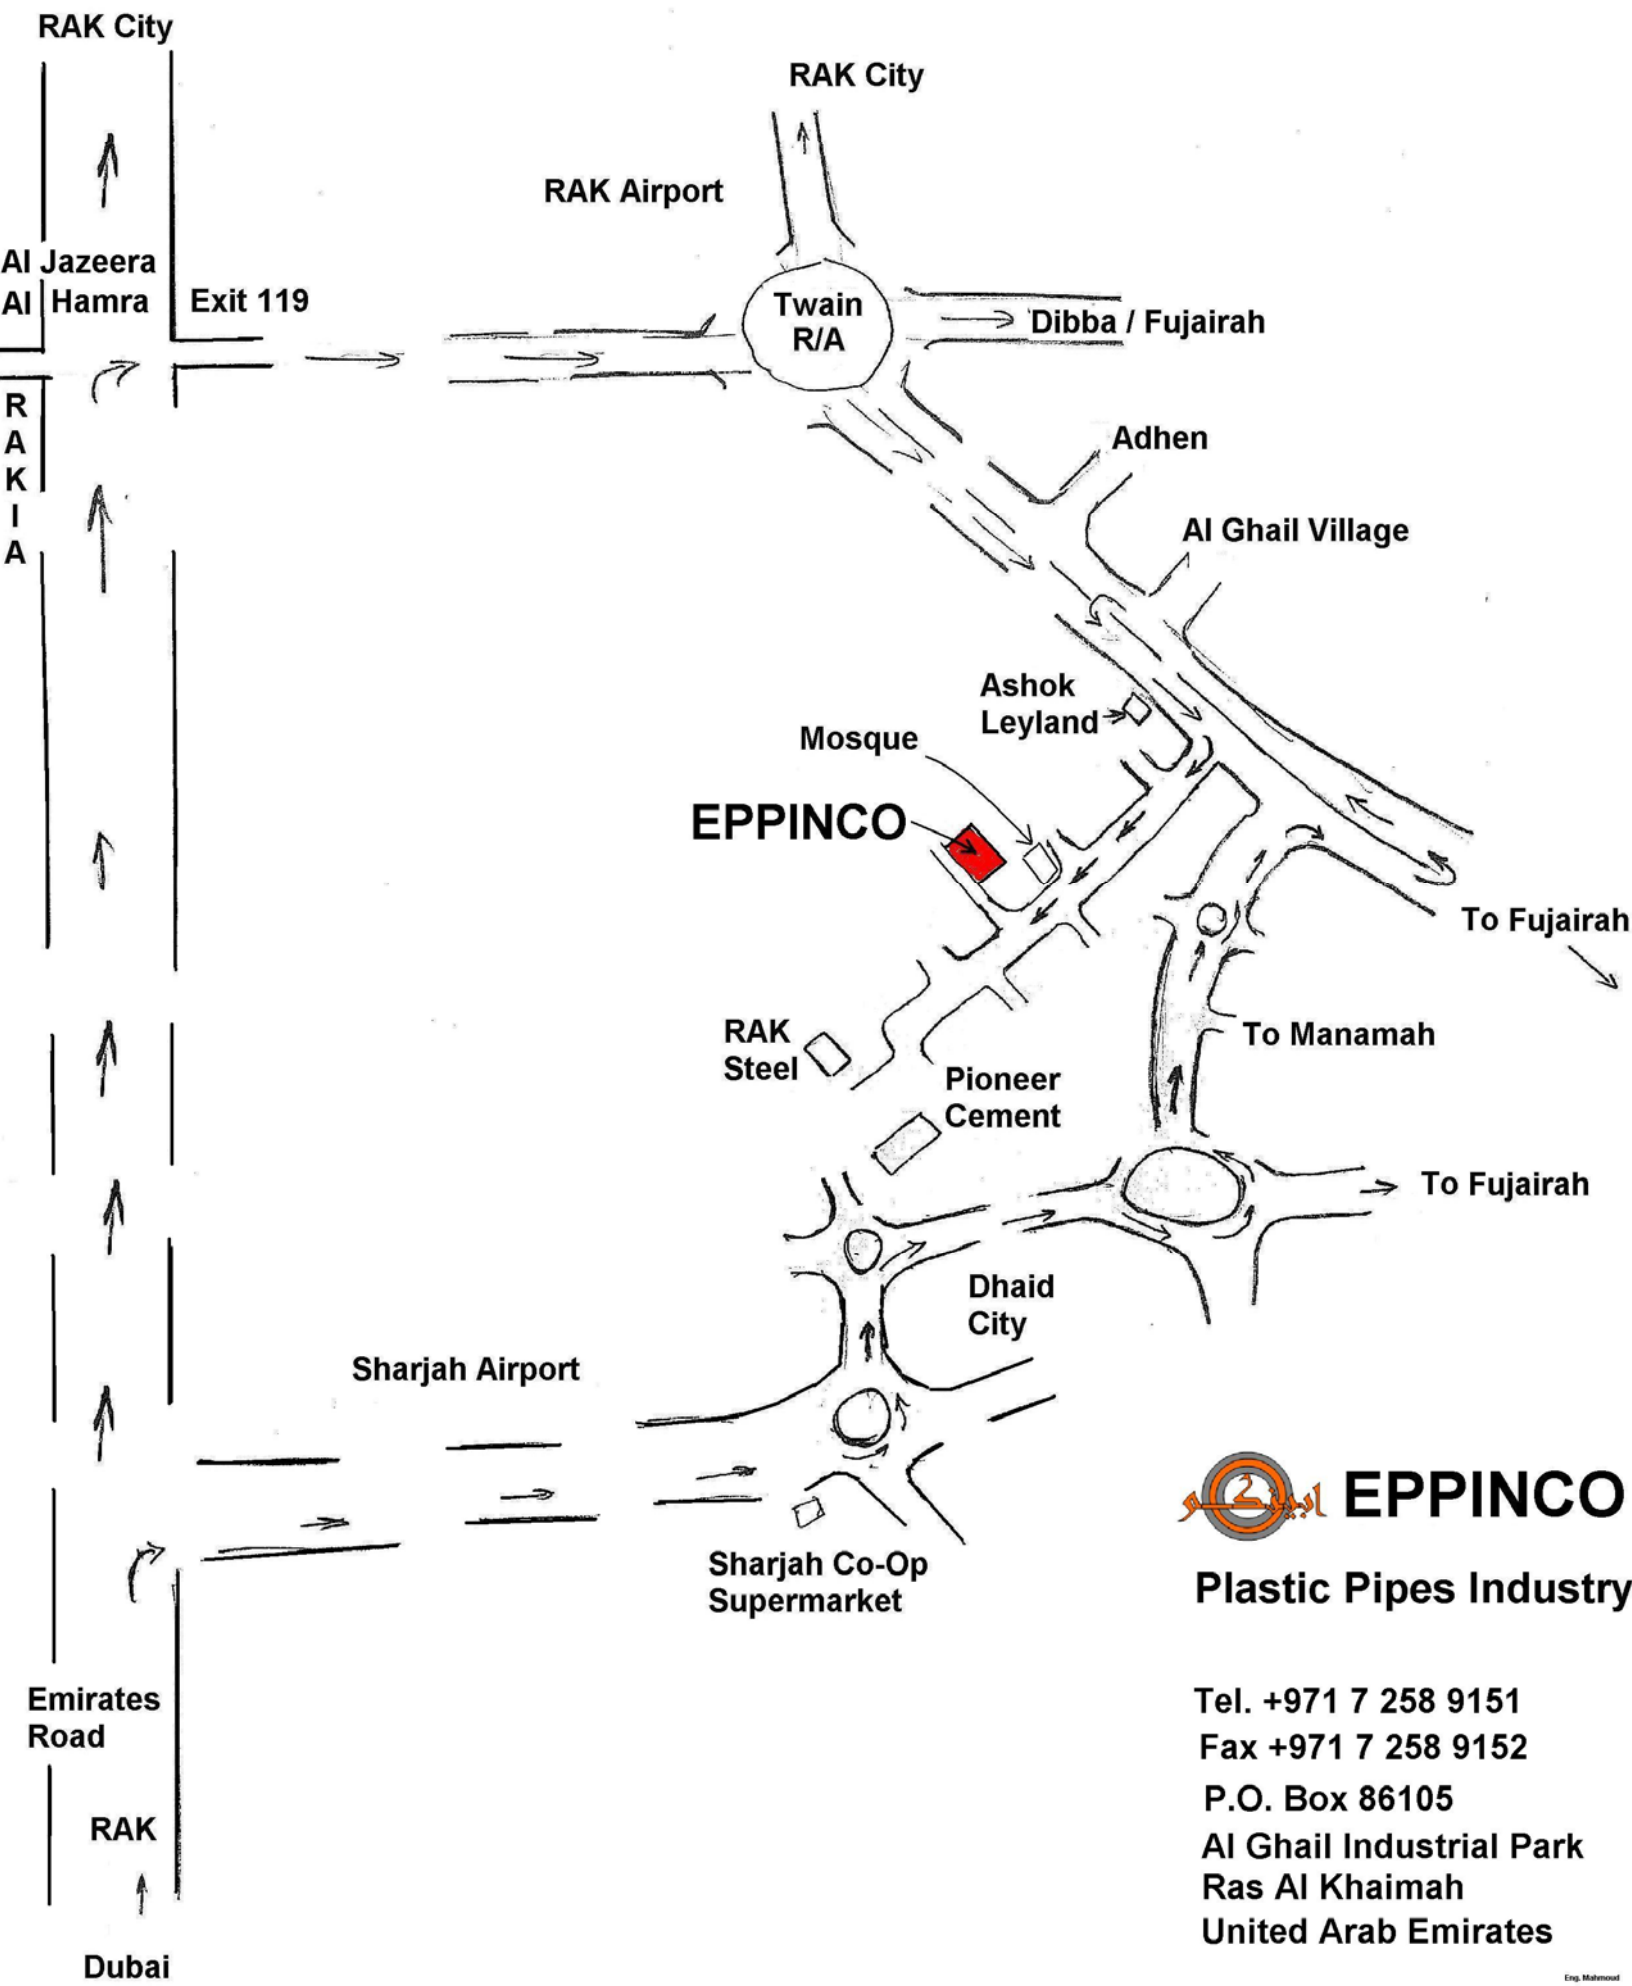 RAK City
RAK City
RAK Airport
Al Jazeera
Al Hamra
Exit 119
Twain
R/A
Dibba / Fujairah
R
A
K
I
A
Adhen
Al Ghail Village
Ashok
Leyland
Mosque
EPPINCO
To Fujairah
RAK
Steel
To Manamah
Pioneer
Cement
To Fujairah
Dhaid
City
Sharjah Airport
Sharjah Co-Op
Supermarket
ايبينكو EPPINCO
Plastic Pipes Industry
Emirates
Road
RAK
Dubai
Tel. +971 7 258 9151
Fax +971 7 258 9152
P.O. Box 86105
Al Ghail Industrial Park
Ras Al Khaimah
United Arab Emirates
Eng. Mahmoud